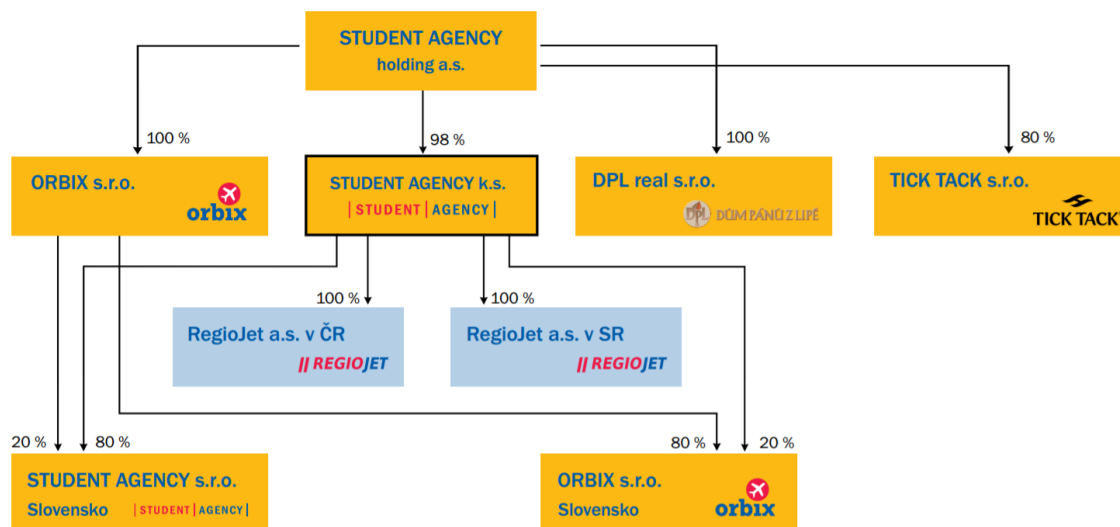 STUDENT AGENCY
holding a.s.
100 %
98 %
100 %
80 %
ORBIX s.r.o.
orbix
STUDENT AGENCY k.s.
|STUDENT|AGENCY|
DPL real s.r.o.
DPL DŮM PÁNŮ Z LIPÉ
TICK TACK s.r.o.
TICK TACK
100 %
100 %
RegioJet a.s. v ČR
REGIOJET
RegioJet a.s. v SR
REGIOJET
20 %
80 %
80 %
20 %
STUDENT AGENCY s.r.o.
Slovensko |STUDENT|AGENCY|
ORBIX s.r.o.
Slovensko orbix